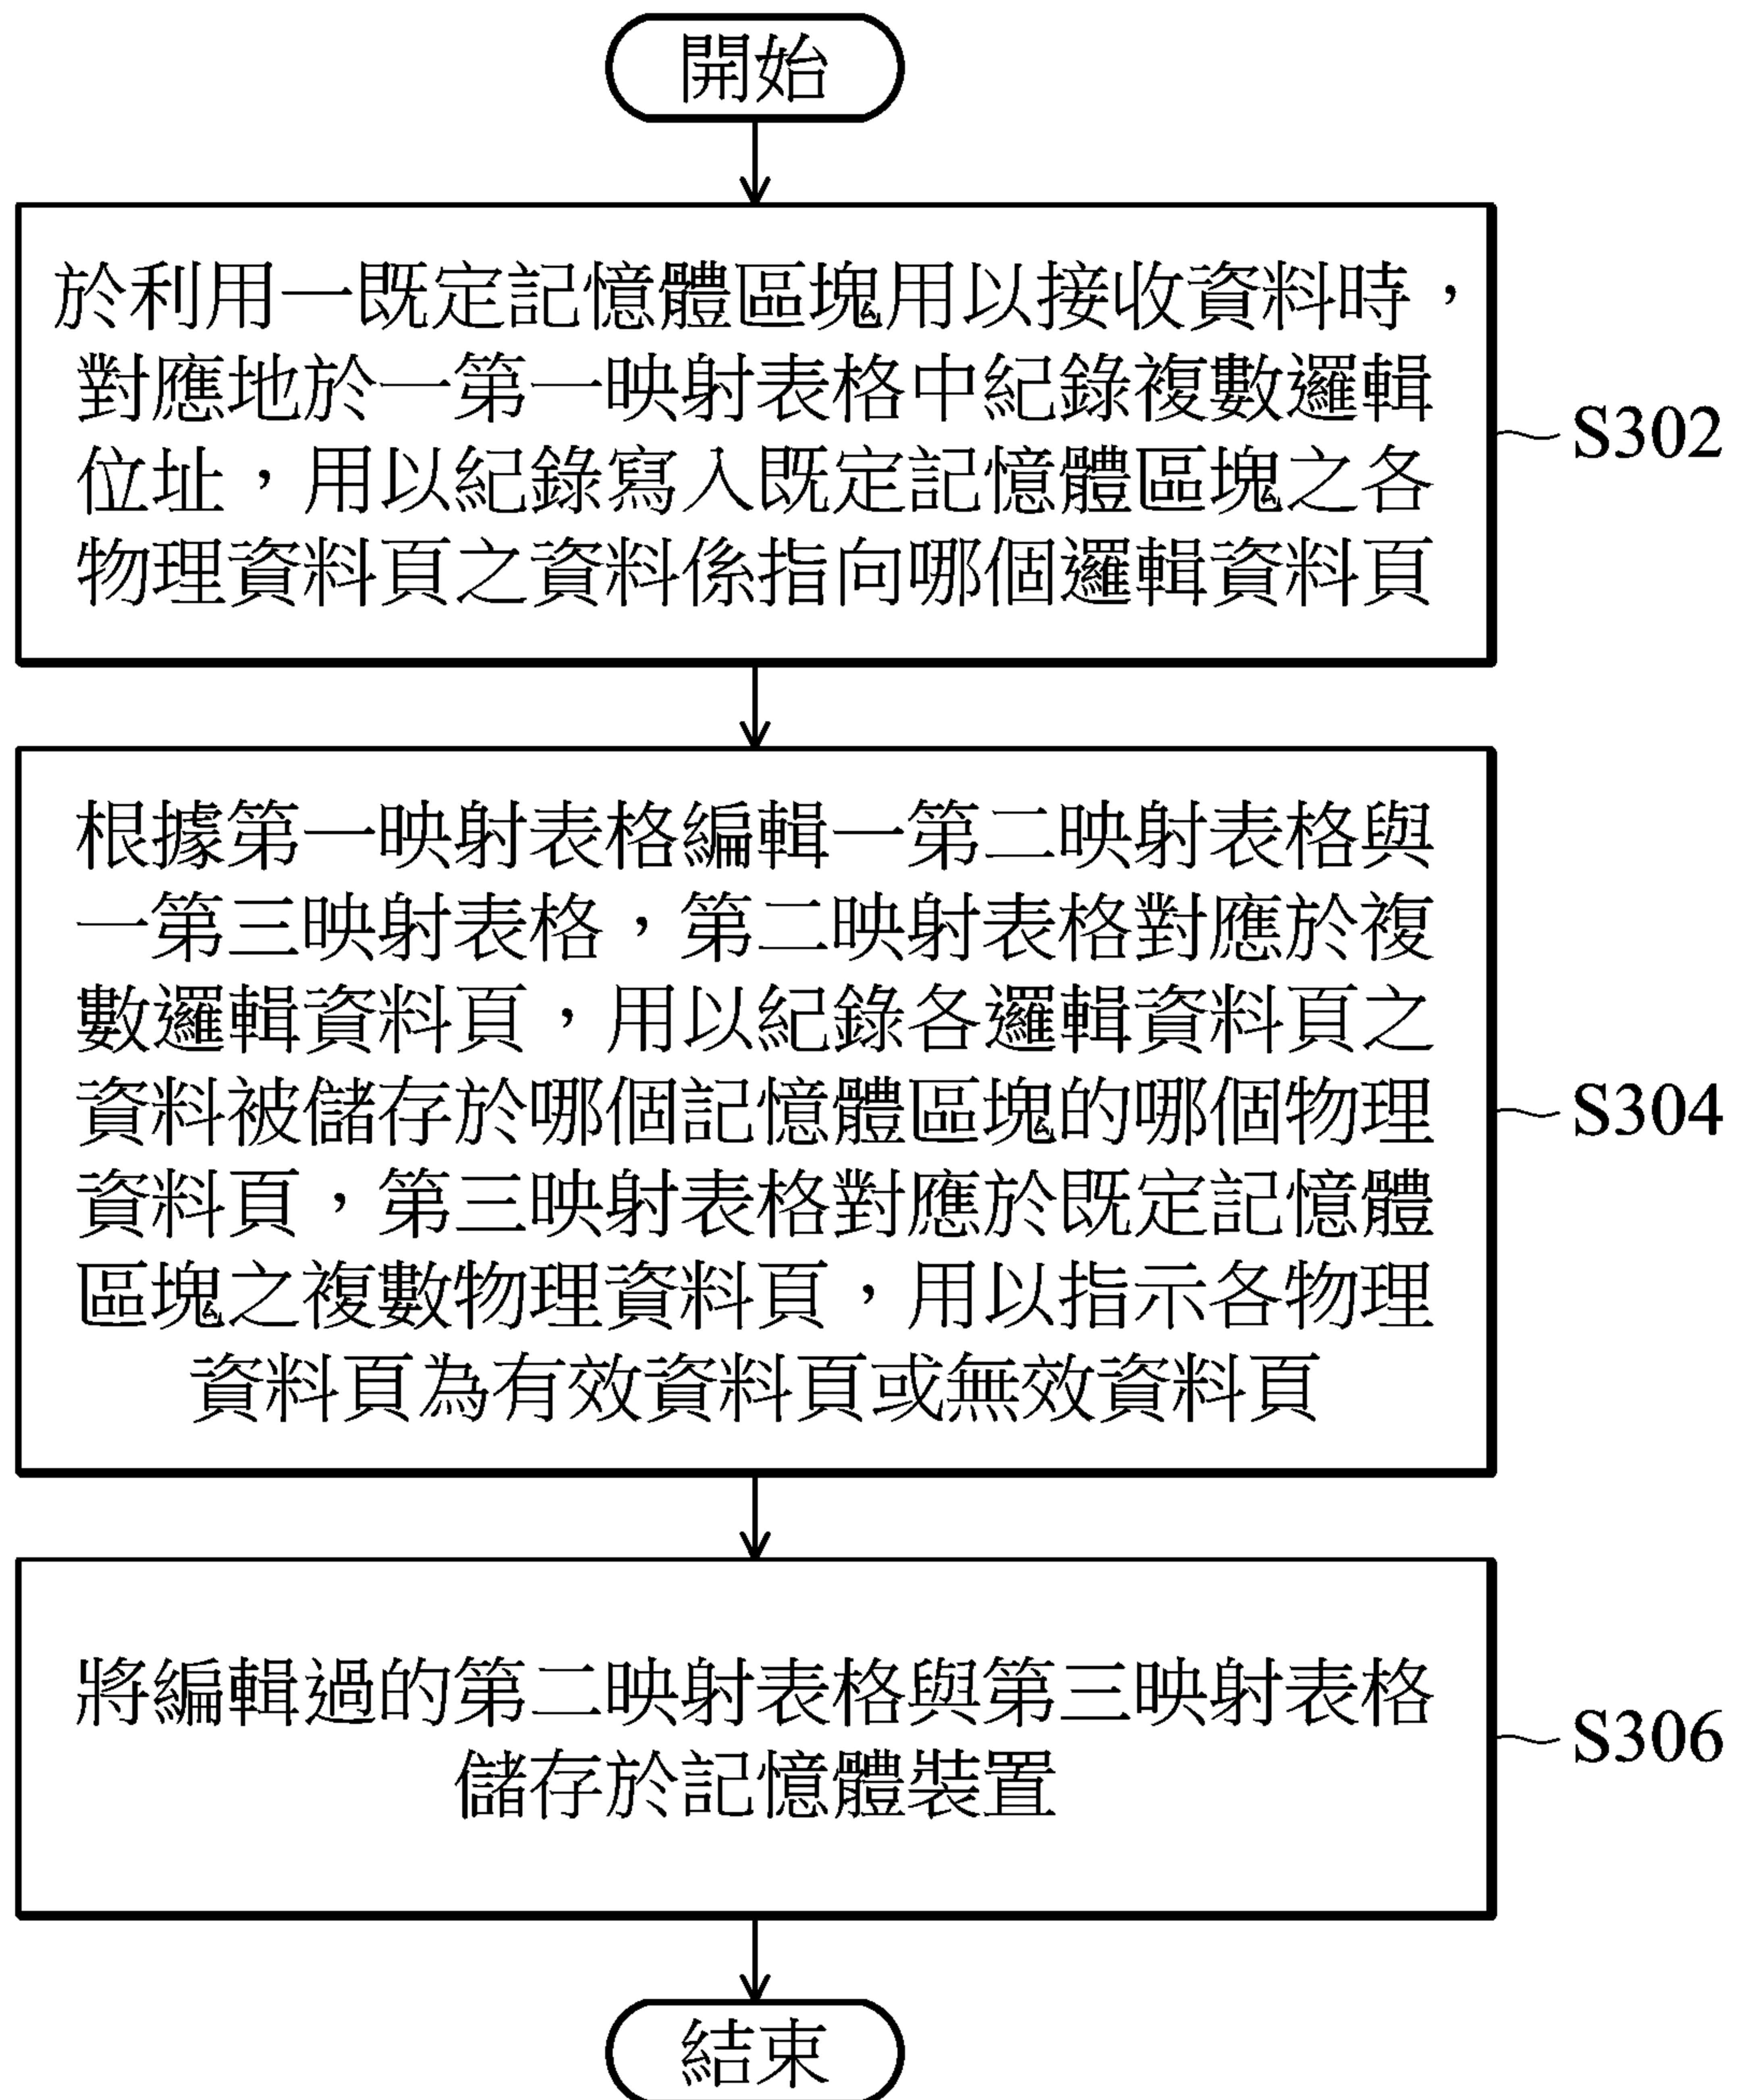 開始
於利用一既定記憶體區塊用以接收資料時，
對應地於一第一映射表格中紀錄複數邏輯
位址，用以紀錄寫入既定記憶體區塊之各
物理資料頁之資料係指向哪個邏輯資料頁
S302
根據第一映射表格編輯一第二映射表格與
一第三映射表格，第二映射表格對應於複
數邏輯資料頁，用以紀錄各邏輯資料頁之
資料被儲存於哪個記憶體區塊的哪個物理
資料頁，第三映射表格對應於既定記憶體
區塊之複數物理資料頁，用以指示各物理
資料頁為有效資料頁或無效資料頁
S304
將編輯過的第二映射表格與第三映射表格
儲存於記憶體裝置
S306
結束